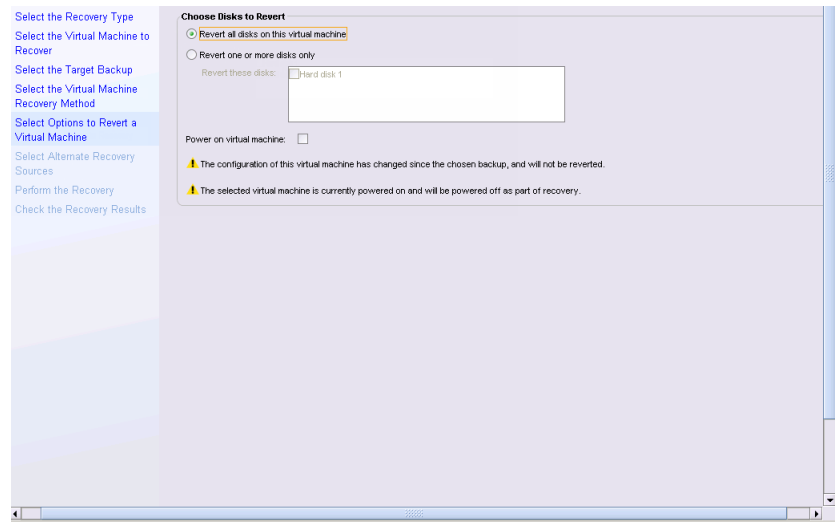 Select the Recovery Type
Select the Virtual Machine to
Recover
Select the Target Backup
Select the Virtual Machine
Recovery Method
Select Options to Revert a
Virtual Machine
Select Alternate Recovery
Sources
Perform the Recovery
Check the Recovery Results
Choose Disks to Revert
Revert all disks on this virtual machine
Revert one or more disks only
Revert these disks:
Hard disk 1
Power on virtual machine:
The configuration of this virtual machine has changed since the chosen backup, and will not be reverted.
The selected virtual machine is currently powered on and will be powered off as part of recovery.